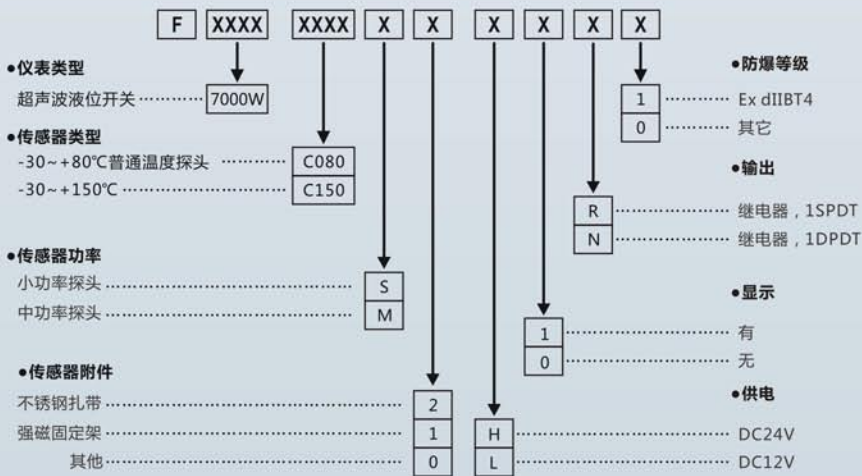 F XXXX XXXX X X X X X X
●仪表类型
超声波液位开关 7000W
●传感器类型
-30~+80℃普通温度探头 C080
-30~+150℃ C150
●传感器功率
小功率探头 S
中功率探头 M
●传感器附件
不锈钢扎带 2
强磁固定架 1
其他 0
●防爆等级
1 Ex dIIBT4
0 其它
●输出
R 继电器，1SPDT
N 继电器，1DPDT
●显示
1 有
0 无
●供电
H DC24V
L DC12V